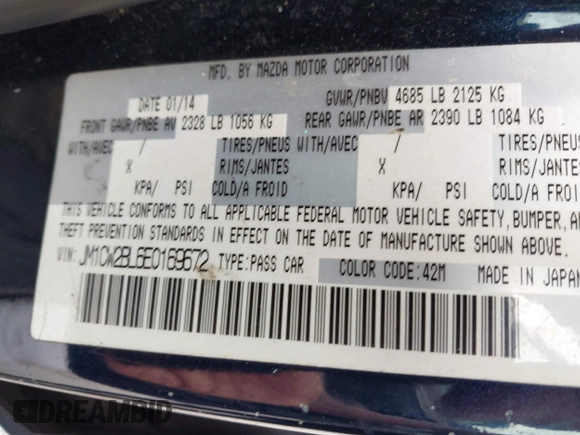 MFD. BY MAZDA MOTOR CORPORATION
DATE 01/14 GVWR/PNBV 4685 LB 2125 KG
FRONT GAWR/PNBE AV 2328 LB 1056 KG REAR GAWR/PNBE AR 2390 LB 1084 KG
WITH/AVEC / TIRES/PNEUS WITH/AVEC / TIRES/PNEUS
X RIMS/JANTES X RIMS/JANTES
KPA/ PSI COLD/A FROID KPA/ PSI COLD/A FROID
THIS VEHICLE CONFORMS TO ALL APPLICABLE FEDERAL MOTOR VEHICLE SAFETY, BUMPER, AND
THEFT PREVENTION STANDARDS IN EFFECT ON THE DATE OF MANUFACTURE SHOWN ABOVE.
VIN: JM1CW2BL6E0169672 TYPE:PASS CAR COLOR CODE:42M MADE IN JAPAN
DREAMBID